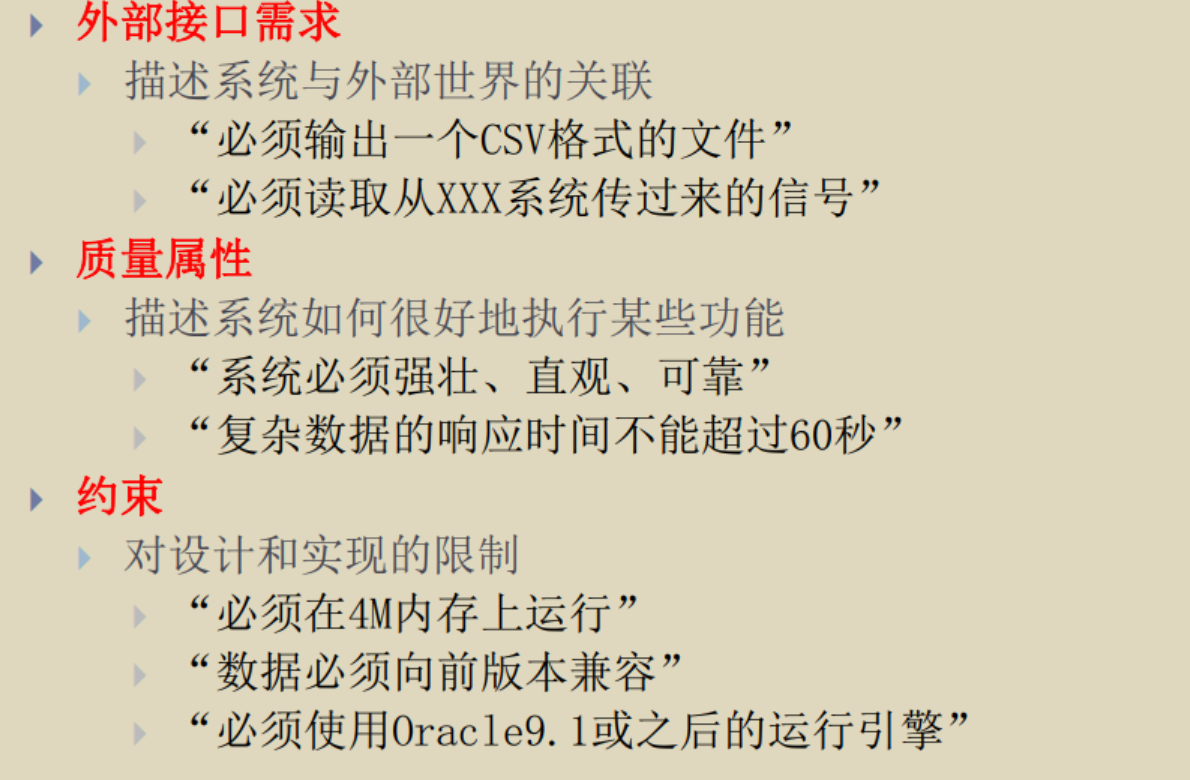 外部接口需求
描述系统与外部世界的关联
“必须输出一个CSV格式的文件”
“必须读取从XXX系统传过来的信号”
质量属性
描述系统如何很好地执行某些功能
“系统必须强壮、直观、可靠”
“复杂数据的响应时间不能超过60秒”
约束
对设计和实现的限制
“必须在4M内存上运行”
“数据必须向前版本兼容”
“必须使用Oracle9.1或之后的运行引擎”